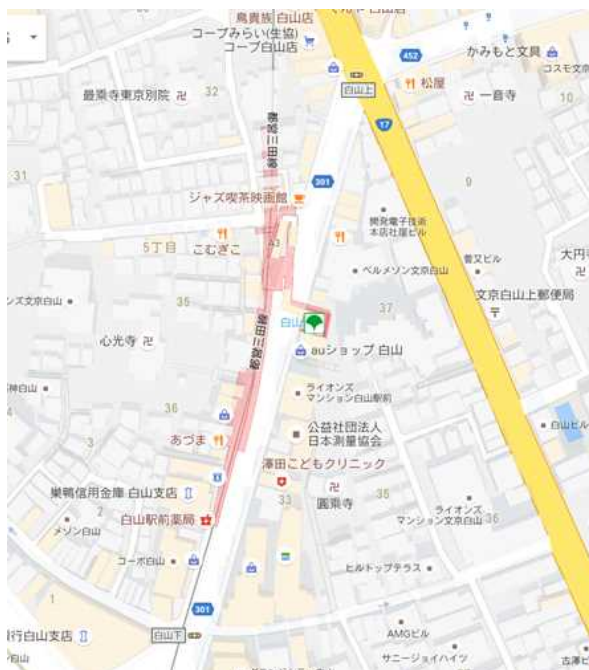 鳥貴族 白山店
コープみらい(生協)
コープ白山店
452
かみもと文具
コスモ文京
白山上
松屋
最乗寺東京別院
32
一音寺
10
17
31
都営三田線
301
9
ジャズ喫茶映画館
開発電子技術
本店社屋ビル
5丁目
こむぎこ
A3
大円寺
菅又ビル
ベルメゾン文京白山
ンズ文京白山
35
37
文京白山上郵便局
白山
心光寺
都営三田線
auショップ 白山
神白山
36
ライオンズ
マンション白山駅前
あづま
公益社団法人
日本測量協会
白山ビル
3
澤田こどもクリニック
巣鴨信用金庫 白山支店
33
圓乗寺
35
ライオンズ
マンション文京白山
36
白山駅前薬局
メゾン白山
コーポ白山
ヒルトップテラス
1
301
白山下
銀行白山支店
AMGビル
サニージョイハイツ
古澤ビ